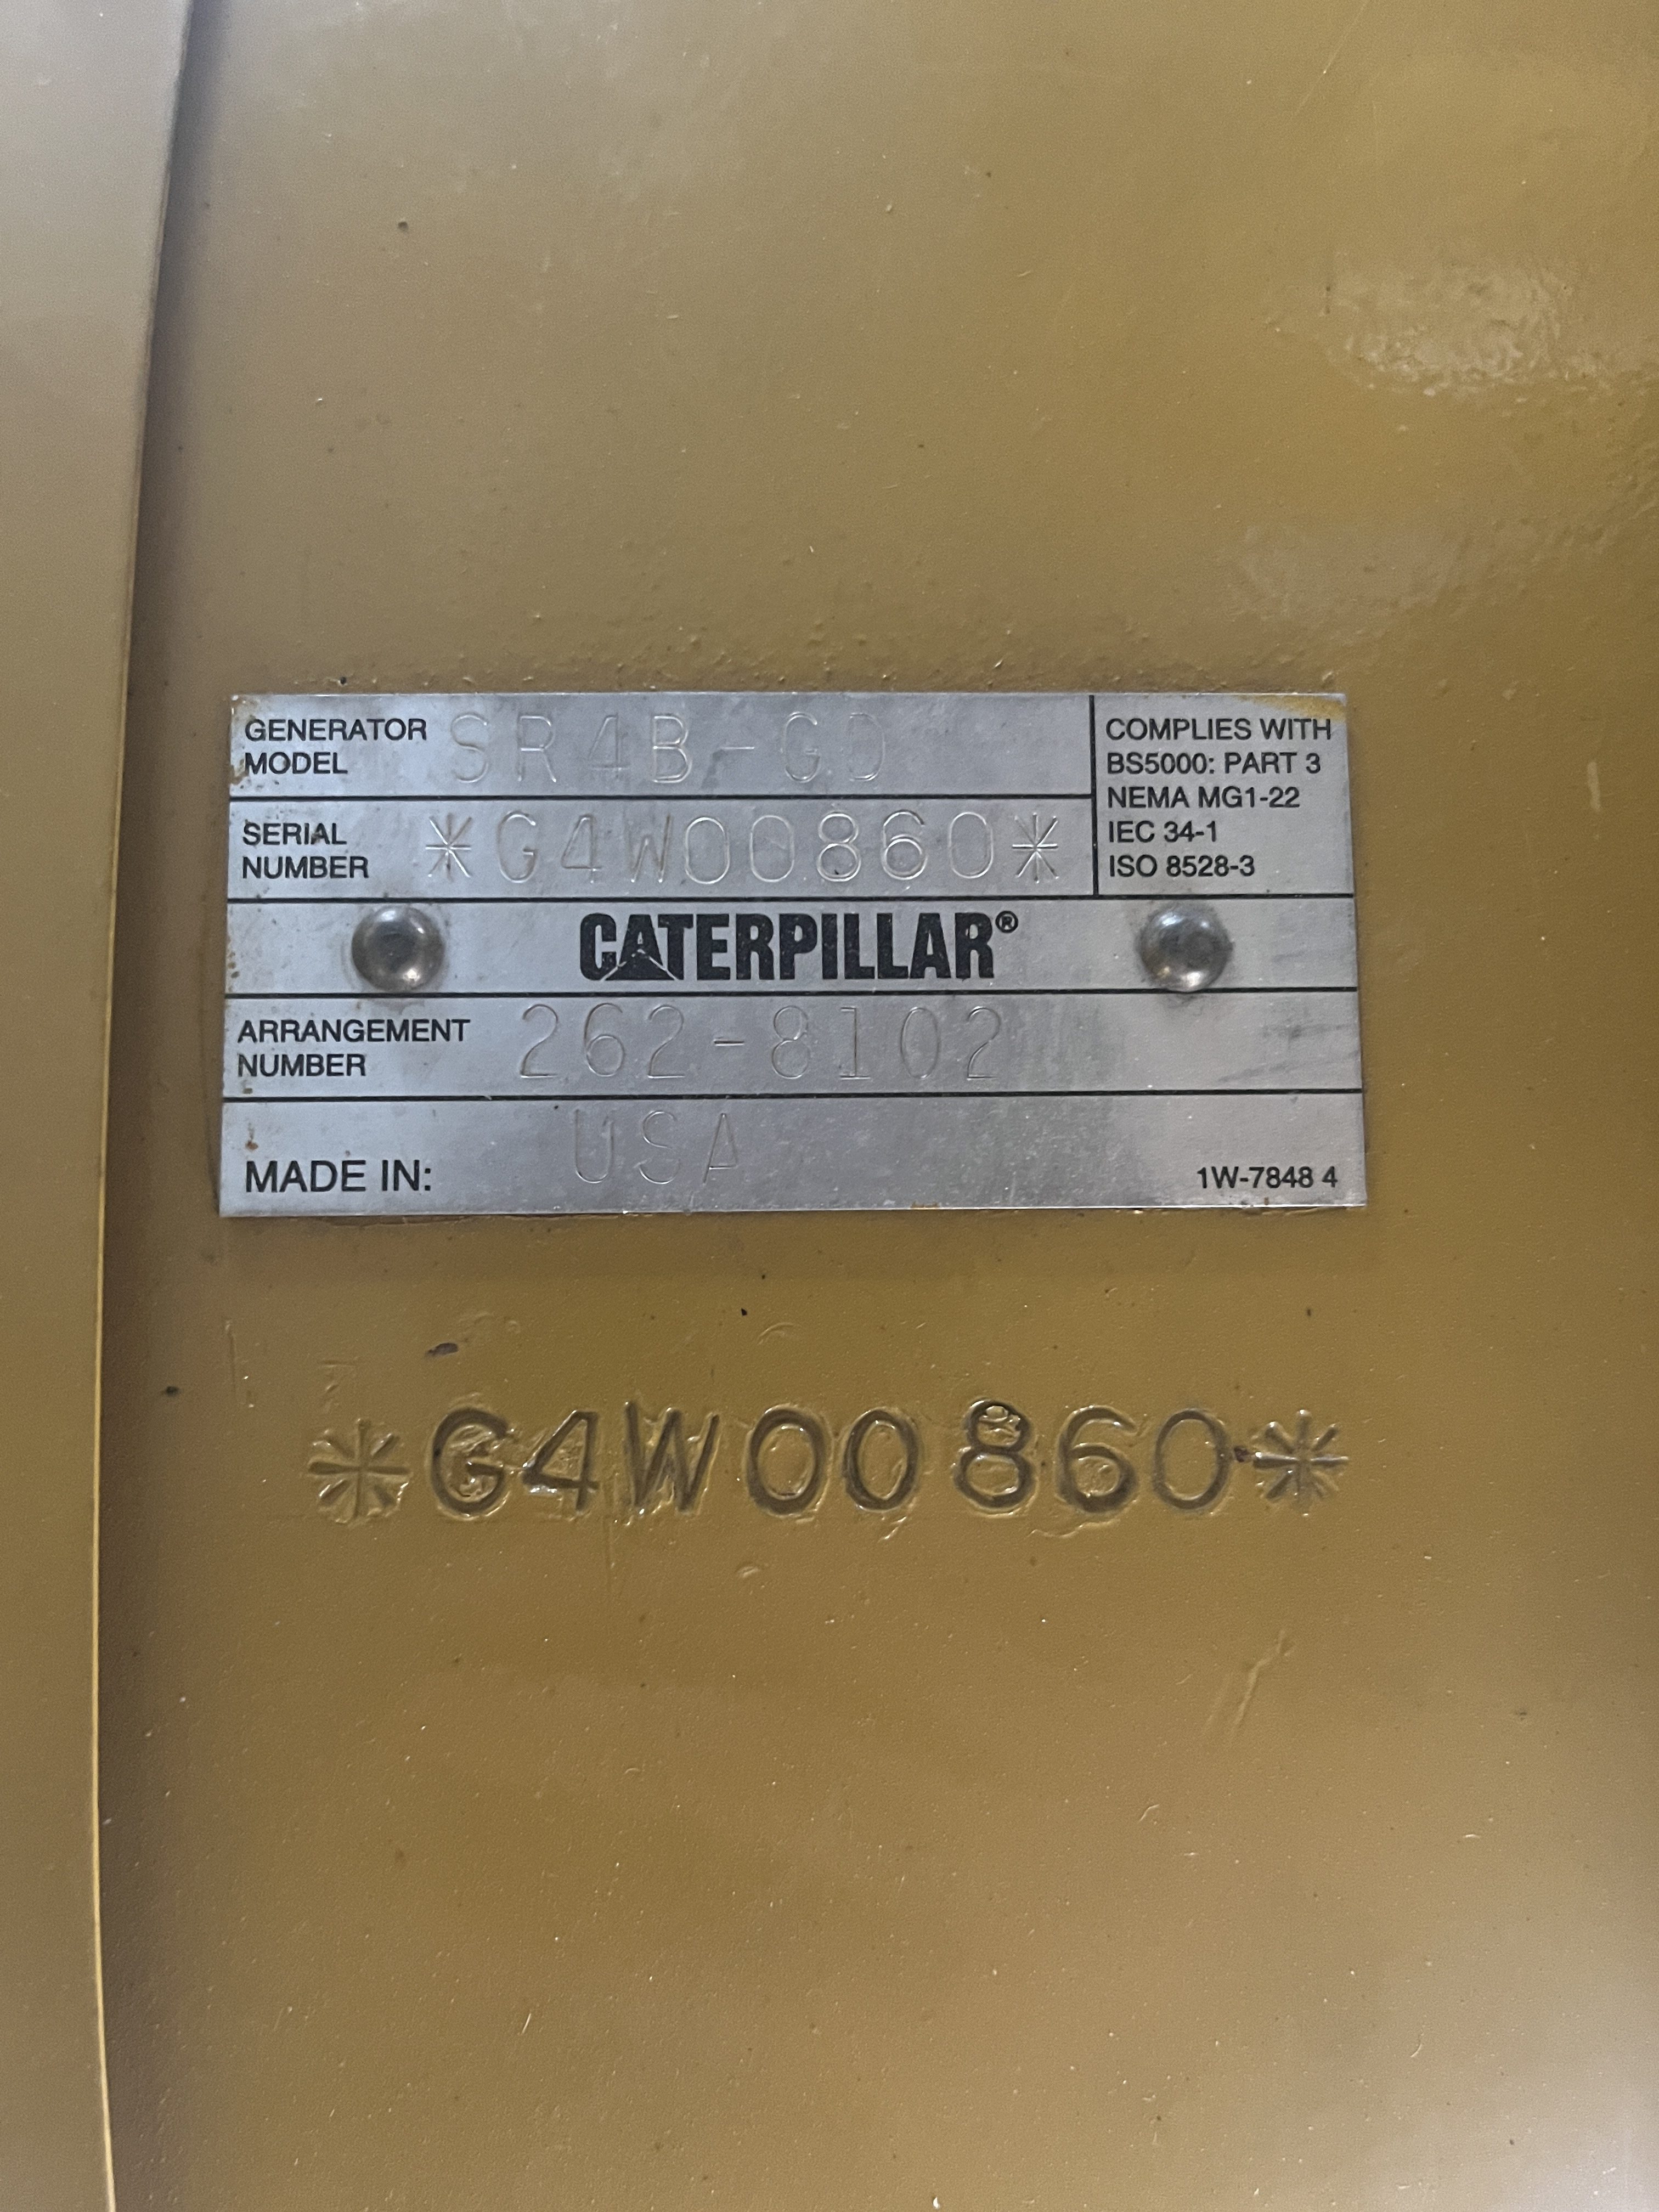 GENERATOR MODEL SR4B-GD
SERIAL NUMBER *G4W00860*
COMPLIES WITH
BS5000: PART 3
NEMA MG1-22
IEC 34-1
ISO 8528-3
CATERPILLAR®
ARRANGEMENT NUMBER 262-8102
MADE IN: USA
1W-7848 4
*G4W00860*